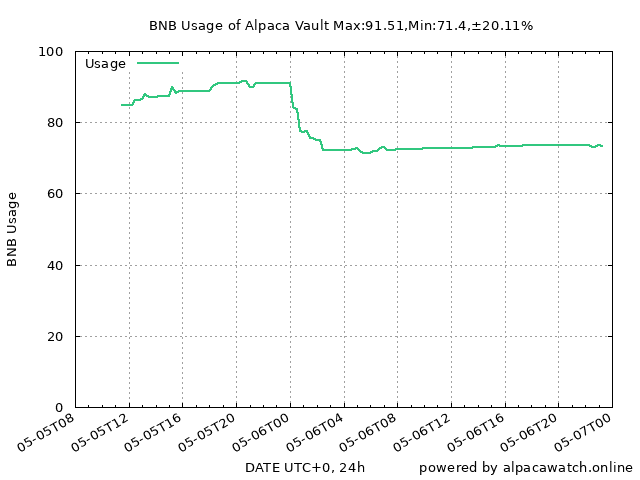 BNB Usage of Alpaca Vault Max:91.51,Min:71.4,±20.11%
Usage
100
80
60
40
20
0
BNB Usage
05-05T08
05-05T12
05-05T16
05-05T20
05-06T00
05-06T04
05-06T08
05-06T12
05-06T16
05-06T20
05-07T00
DATE UTC+0, 24h
powered by alpacawatch.online